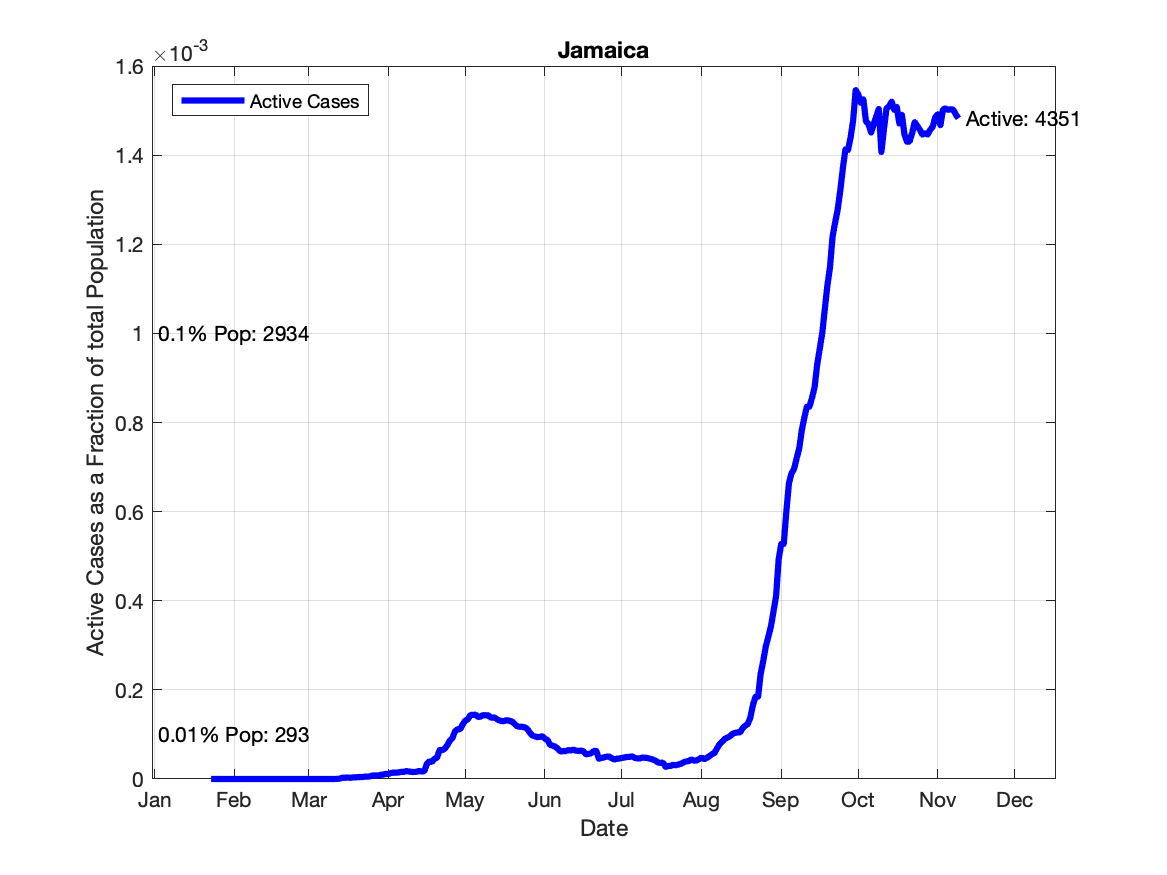 Jamaica
×10-3
1.6
1.4
1.2
1
0.8
0.6
0.4
0.2
0
Active Cases
Active: 4351
0.1% Pop: 2934
0.01% Pop: 293
Active Cases as a Fraction of total Population
Jan Feb Mar Apr May Jun Jul Aug Sep Oct Nov Dec
Date